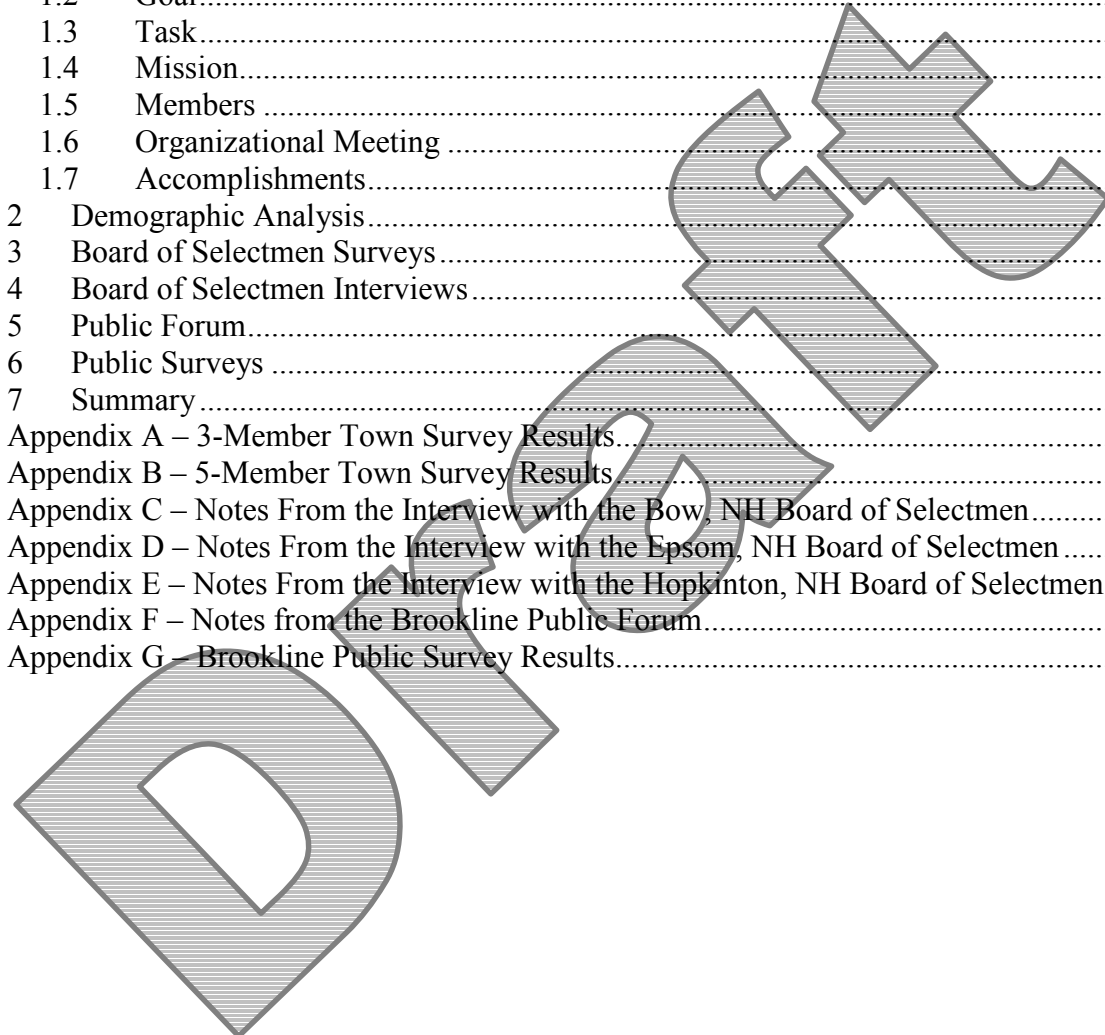 1.2 Goal........................................................................
1.3 Task........................................................................
1.4 Mission........................................................................
1.5 Members ........................................................................
1.6 Organizational Meeting ........................................................................
1.7 Accomplishments........................................................................
2 Demographic Analysis........................................................................
3 Board of Selectmen Surveys........................................................................
4 Board of Selectmen Interviews........................................................................
5 Public Forum........................................................................
6 Public Surveys ........................................................................
7 Summary ........................................................................
Appendix A – 3-Member Town Survey Results........................................................................
Appendix B – 5-Member Town Survey Results........................................................................
Appendix C – Notes From the Interview with the Bow, NH Board of Selectmen.........
Appendix D – Notes From the Interview with the Epsom, NH Board of Selectmen .....
Appendix E – Notes From the Interview with the Hopkinton, NH Board of Selectmen
Appendix F – Notes from the Brookline Public Forum........................................................................
Appendix G – Brookline Public Survey Results........................................................................
Draft